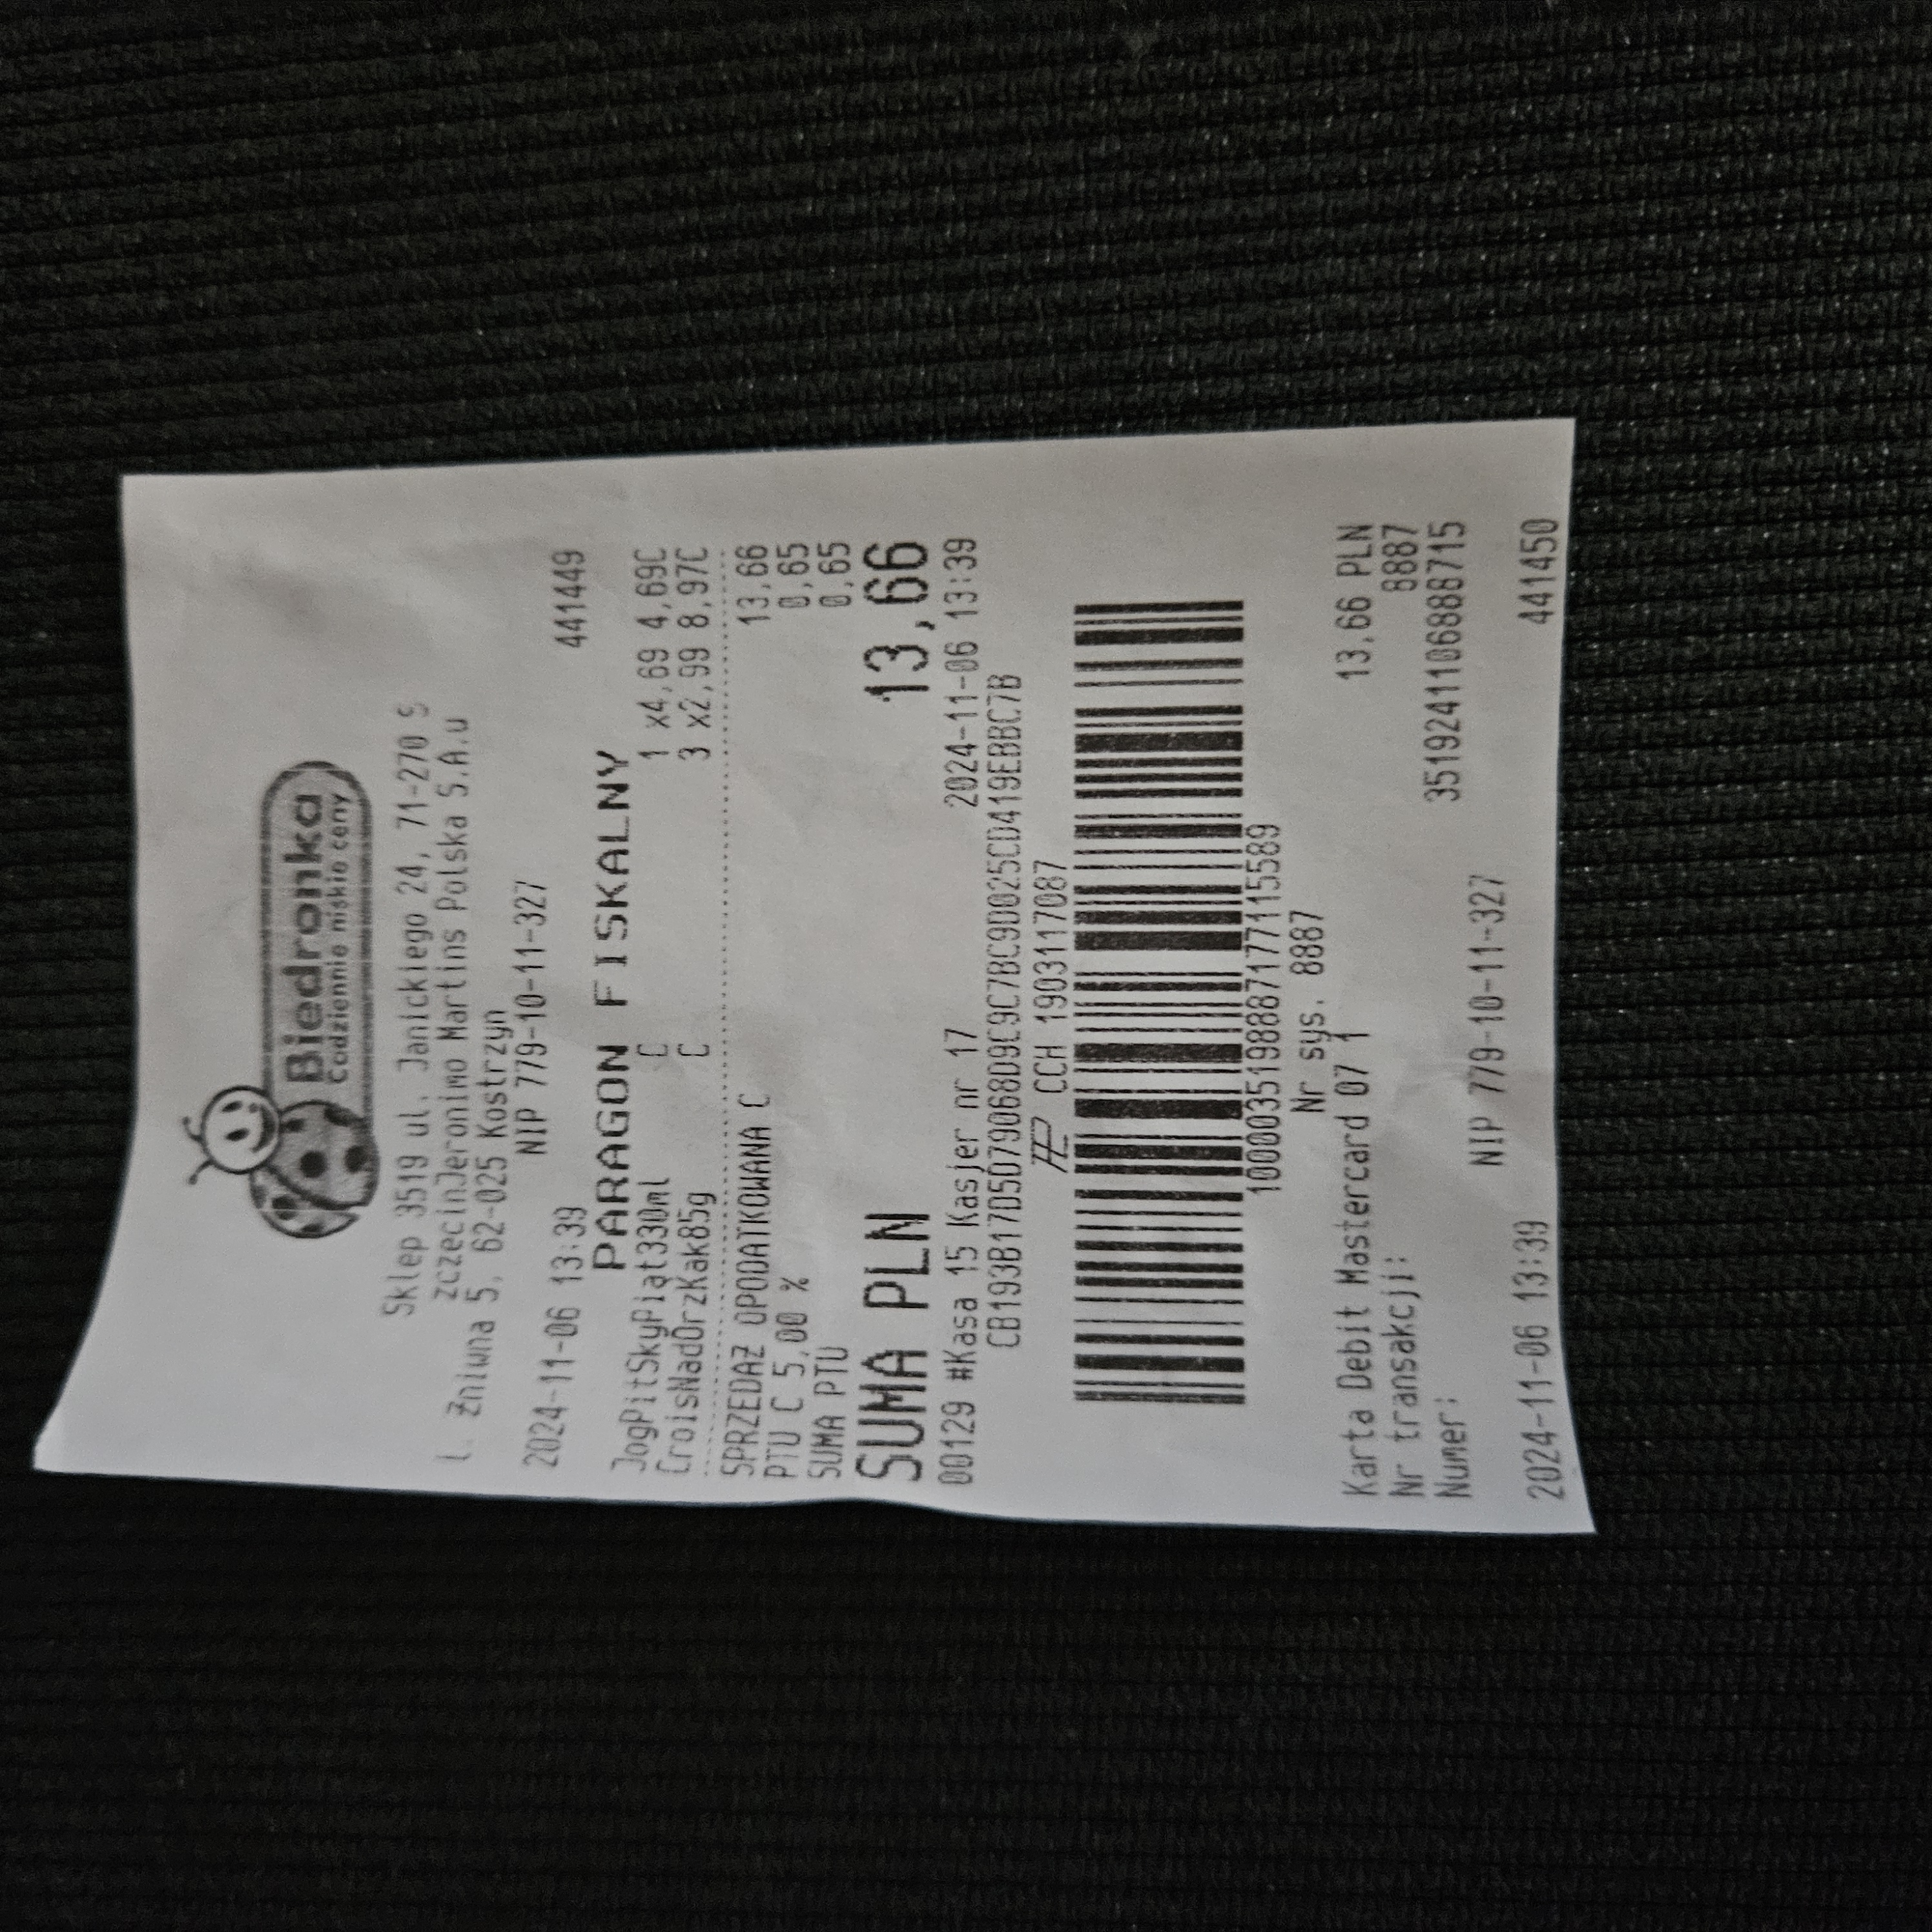 Biedronka
Codziennie niskie ceny
Sklep 3519 ul. Janickiego 24, 71-270 S
zczecinJeronimo Martins Polska S.A.u
l. Żniwna 5, 62-025 Kostrzyn
NIP 779-10-11-327
2024-11-06 13:39 441449
PARAGON FISKALNY
JogPitSkyPiąt330ml C 1 x4,69 4,69C
CroisNadOrzKak85g C 3 x2,99 8,97C
SPRZEDAŻ OPODATKOWANA C 13,66
PTU C 5,00 % 0,65
SUMA PTU 0,65
SUMA PLN 13,66
00129 #Kasa 15 Kasjer nr 17 2024-11-06 13:39
CB193B17D5D79068D9C9C7BC9D025CD419EBBC7B
CCH 1903117087
1000035198887177115589
Nr sys. 8887
Karta Debit Mastercard 07 1 13,66 PLN
Nr transakcji: 8887
Numer: 3519241106888715
NIP 779-10-11-327
2024-11-06 13:39 441450